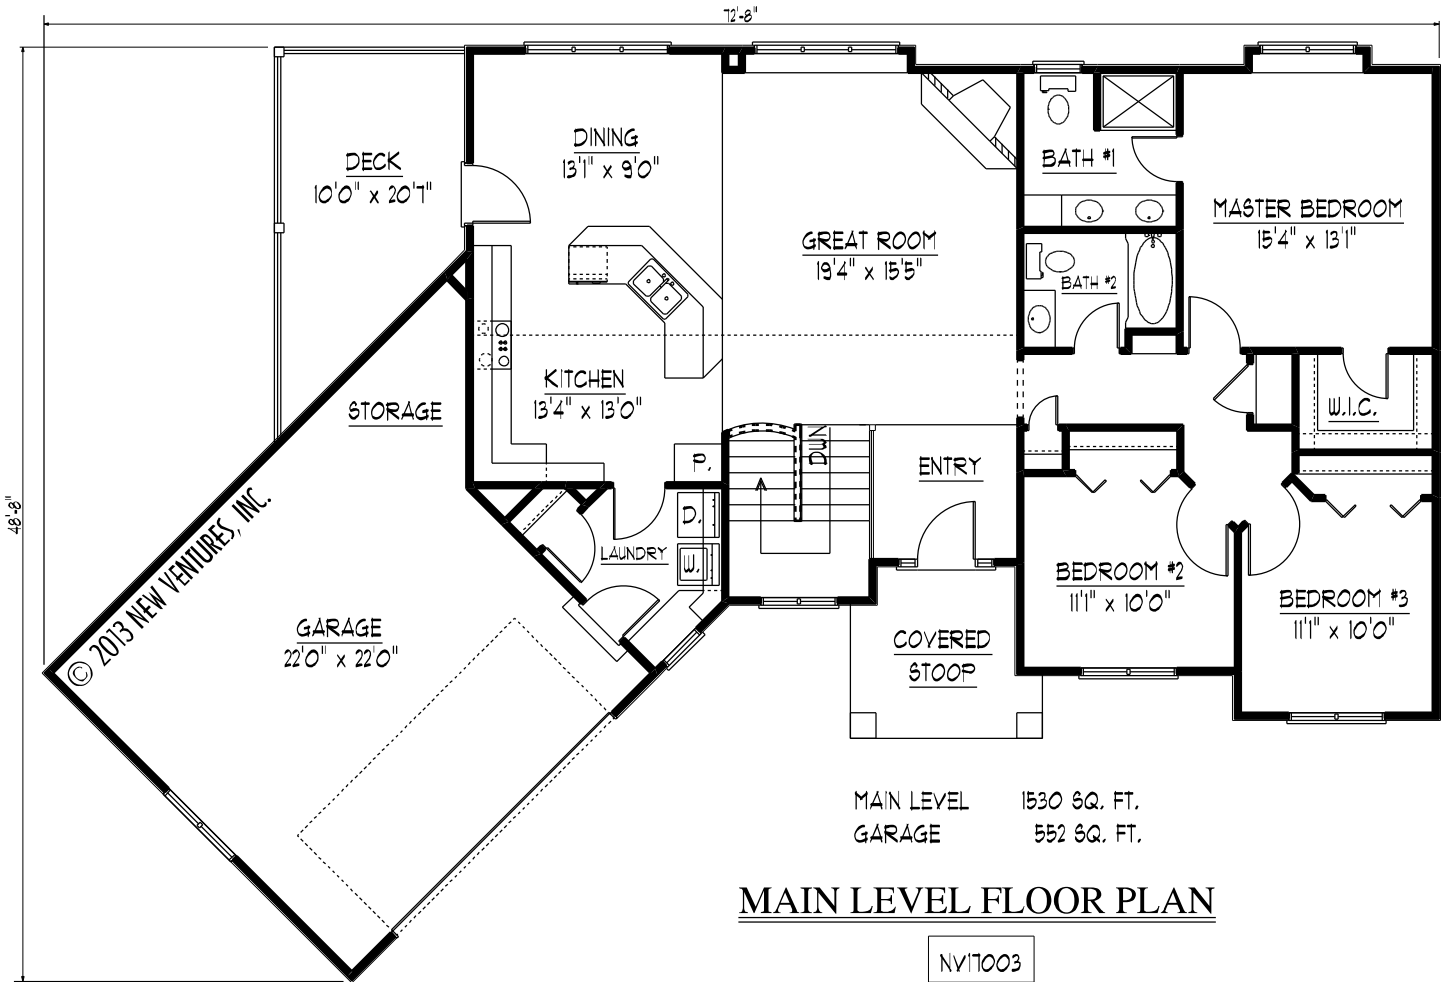 72'-8"
DINING
13'1" x 9'0"
DECK
10'0" x 20'7"
BATH #1
MASTER BEDROOM
15'4" x 13'1"
GREAT ROOM
19'4" x 15'5"
BATH #2
KITCHEN
13'4" x 13'0"
STORAGE
W.I.C.
DWN
P.
ENTRY
48'-8"
© 2013 NEW VENTURES, INC.
D.
LAUNDRY
W.
BEDROOM #2
11'1" x 10'0"
BEDROOM #3
11'1" x 10'0"
GARAGE
22'0" x 22'0"
COVERED
STOOP
MAIN LEVEL 1530 SQ. FT.
GARAGE 552 SQ. FT.
MAIN LEVEL FLOOR PLAN
NV17003